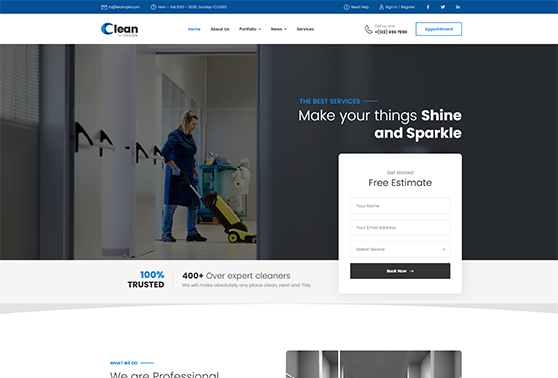 hi@example.com
Mon - Sat 9.00 - 18.00, Sunday CLOSED
Need Help
Sign In / Register
Clean
Home
About Us
Portfolio
News
Services
Call us now
+(123) 456 7890
Appointment
THE BEST SERVICES
Make your things Shine
and Sparkle
Get started
Free Estimate
Your Name
Your Email Address
Select Service
Book Now →
100%
TRUSTED
400+ Over expert cleaners
We will make absolutely any place clean, neat and Tidy
WHAT WE DO
We are Professional